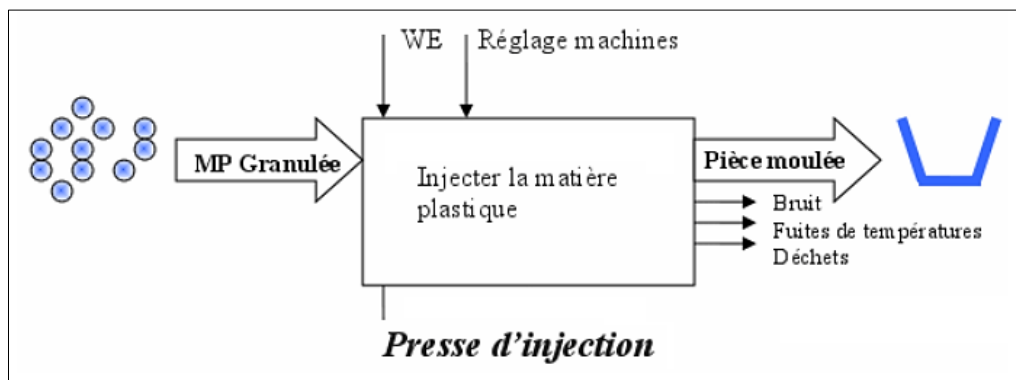 WE
Réglage machines
MP Granulée
Injecter la matière
plastique
Pièce moulée
Bruit
Fuites de températures
Déchets
Presse d'injection